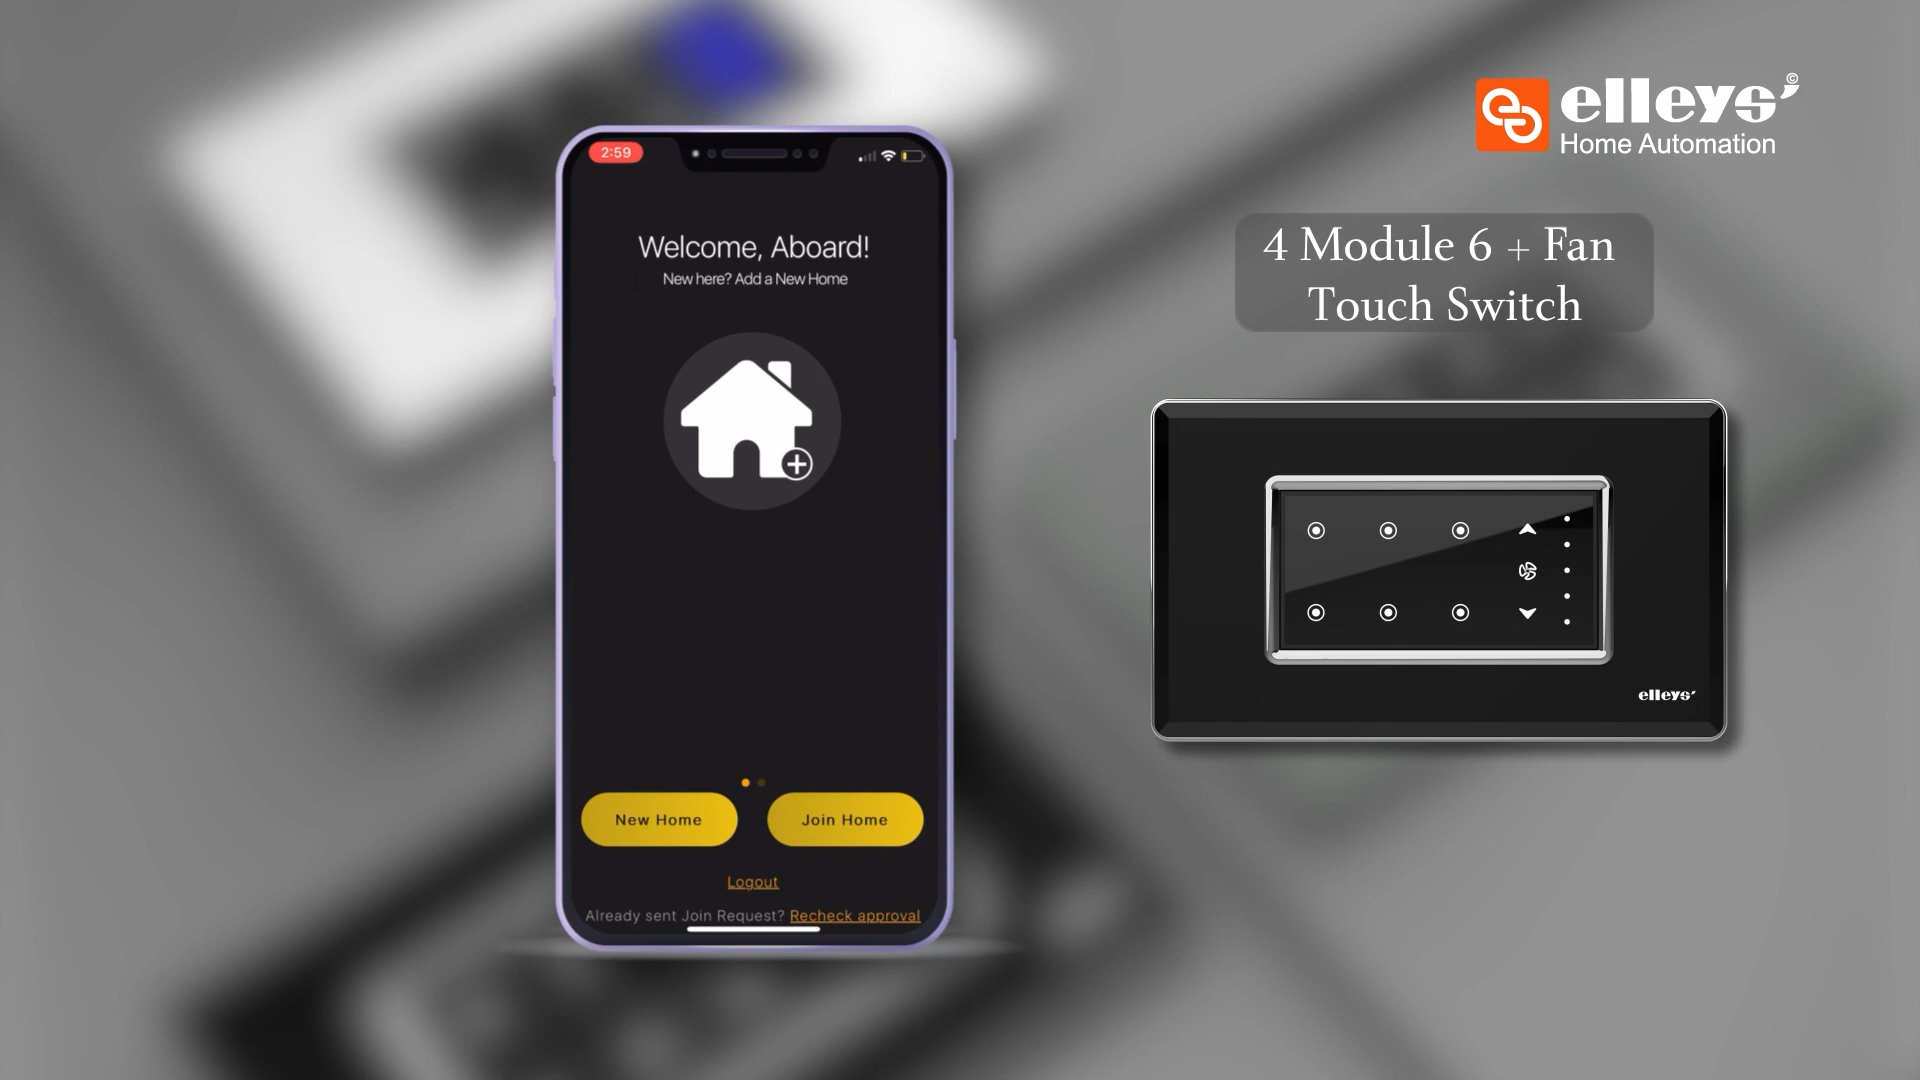 2:59
Welcome, Aboard!
New here? Add a New Home
New Home
Join Home
Logout
Already sent Join Request? Recheck approval
elleys’©
Home Automation
4 Module 6 + Fan
Touch Switch
elleys’